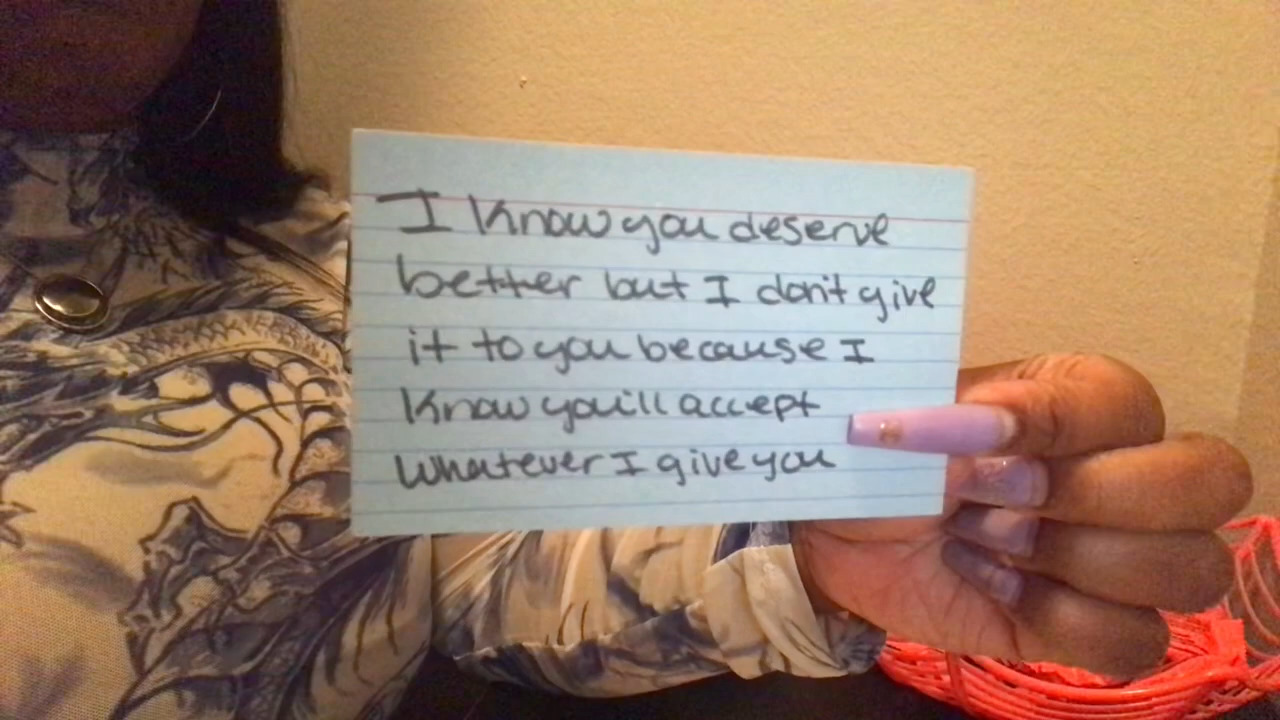 I know you deserve
better but I don't give
it to you because I
know you'll accept
whatever I give you